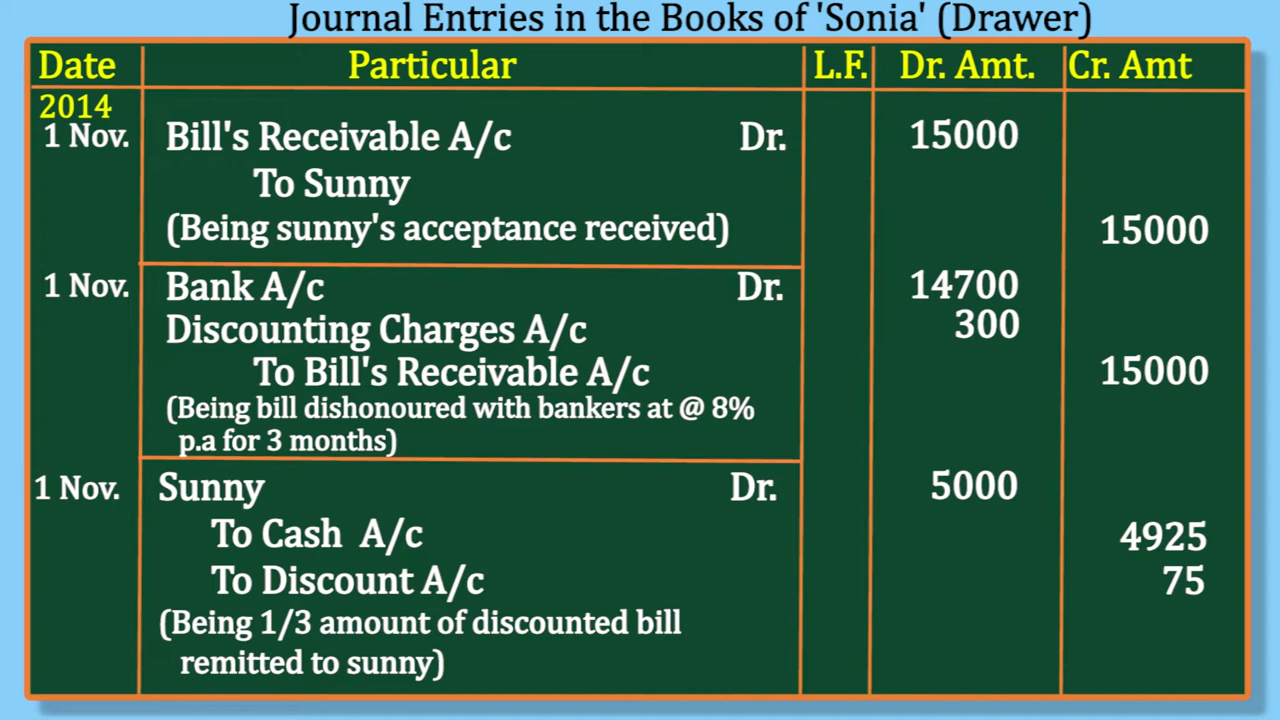 Journal Entries in the Books of 'Sonia' (Drawer)
Date Particular L.F. Dr. Amt. Cr. Amt
2014
1 Nov. Bill's Receivable A/c Dr. 15000
To Sunny
(Being sunny's acceptance received) 15000
1 Nov. Bank A/c Dr. 14700
Discounting Charges A/c 300
To Bill's Receivable A/c 15000
(Being bill dishonoured with bankers at @ 8%
p.a for 3 months)
1 Nov. Sunny Dr. 5000
To Cash A/c 4925
To Discount A/c 75
(Being 1/3 amount of discounted bill
remitted to sunny)